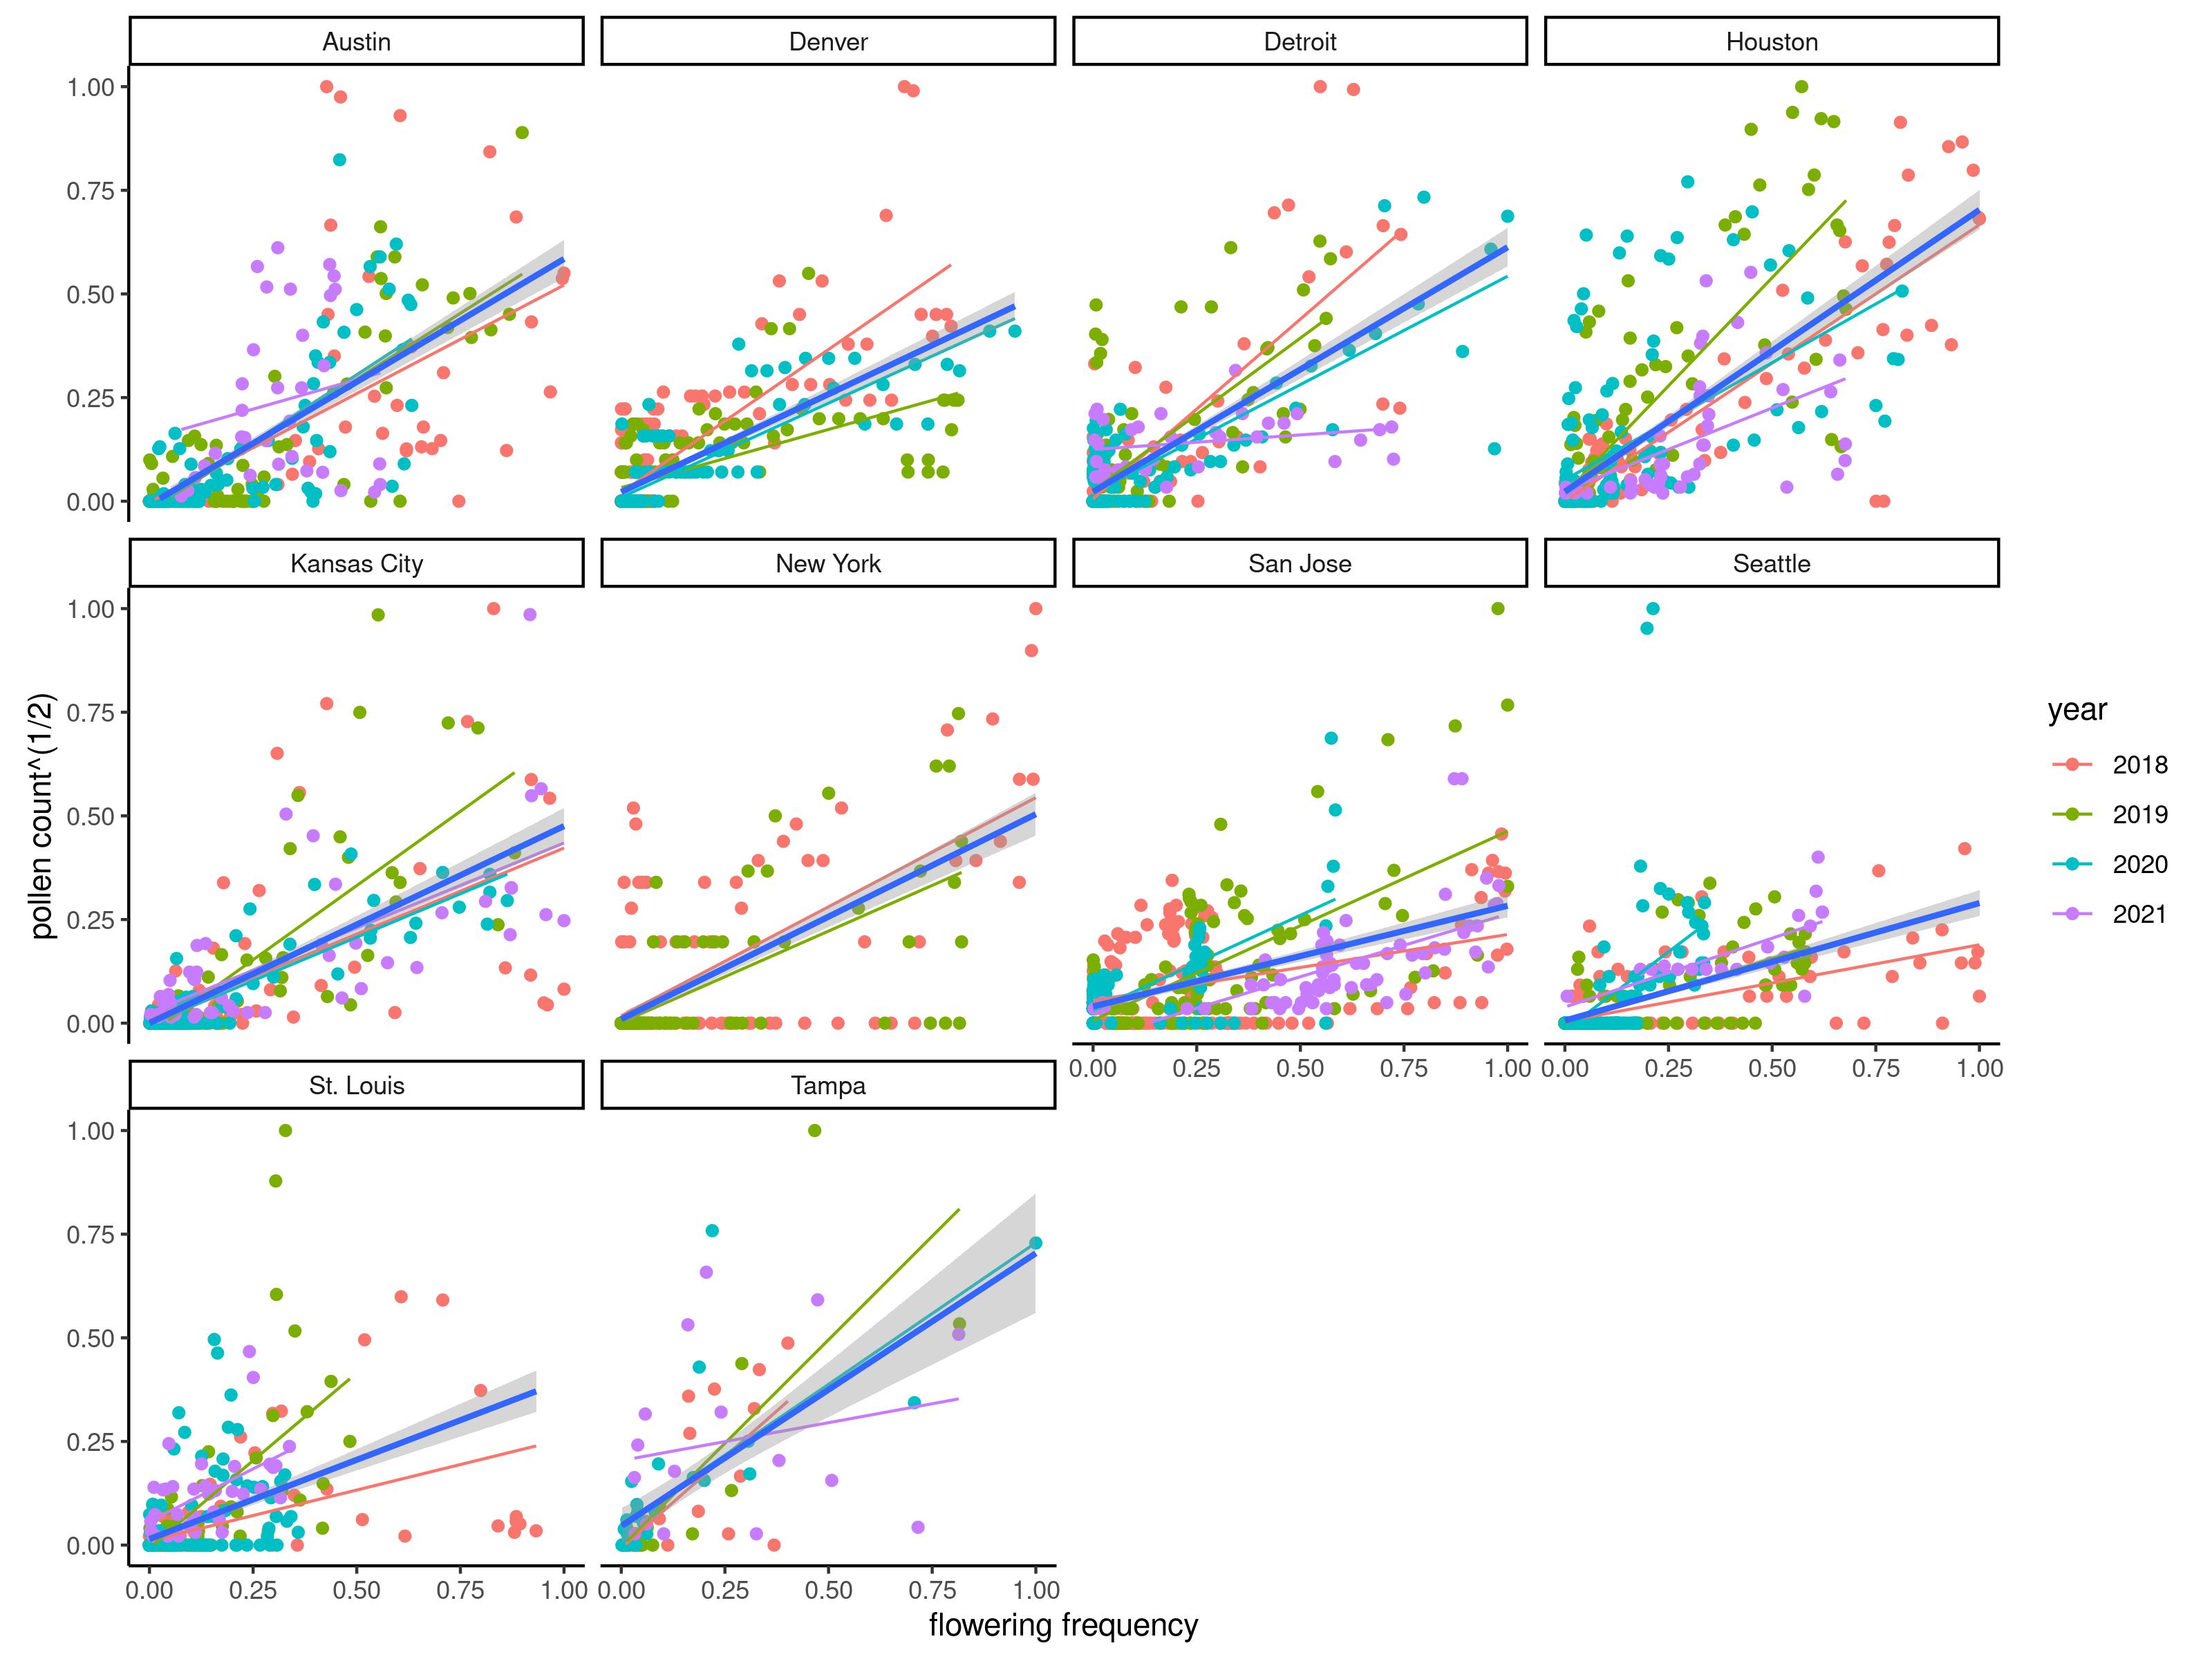 Austin Denver Detroit Houston
1.00
0.75
0.50
0.25
0.00
Kansas City New York San Jose Seattle
1.00
0.75
0.50
0.25
0.00
0.00 0.25 0.50 0.75 1.00 0.00 0.25 0.50 0.75 1.00
St. Louis Tampa
1.00
0.75
0.50
0.25
0.00
0.00 0.25 0.50 0.75 1.00 0.00 0.25 0.50 0.75 1.00
flowering frequency
pollen count^(1/2)
year
2018
2019
2020
2021